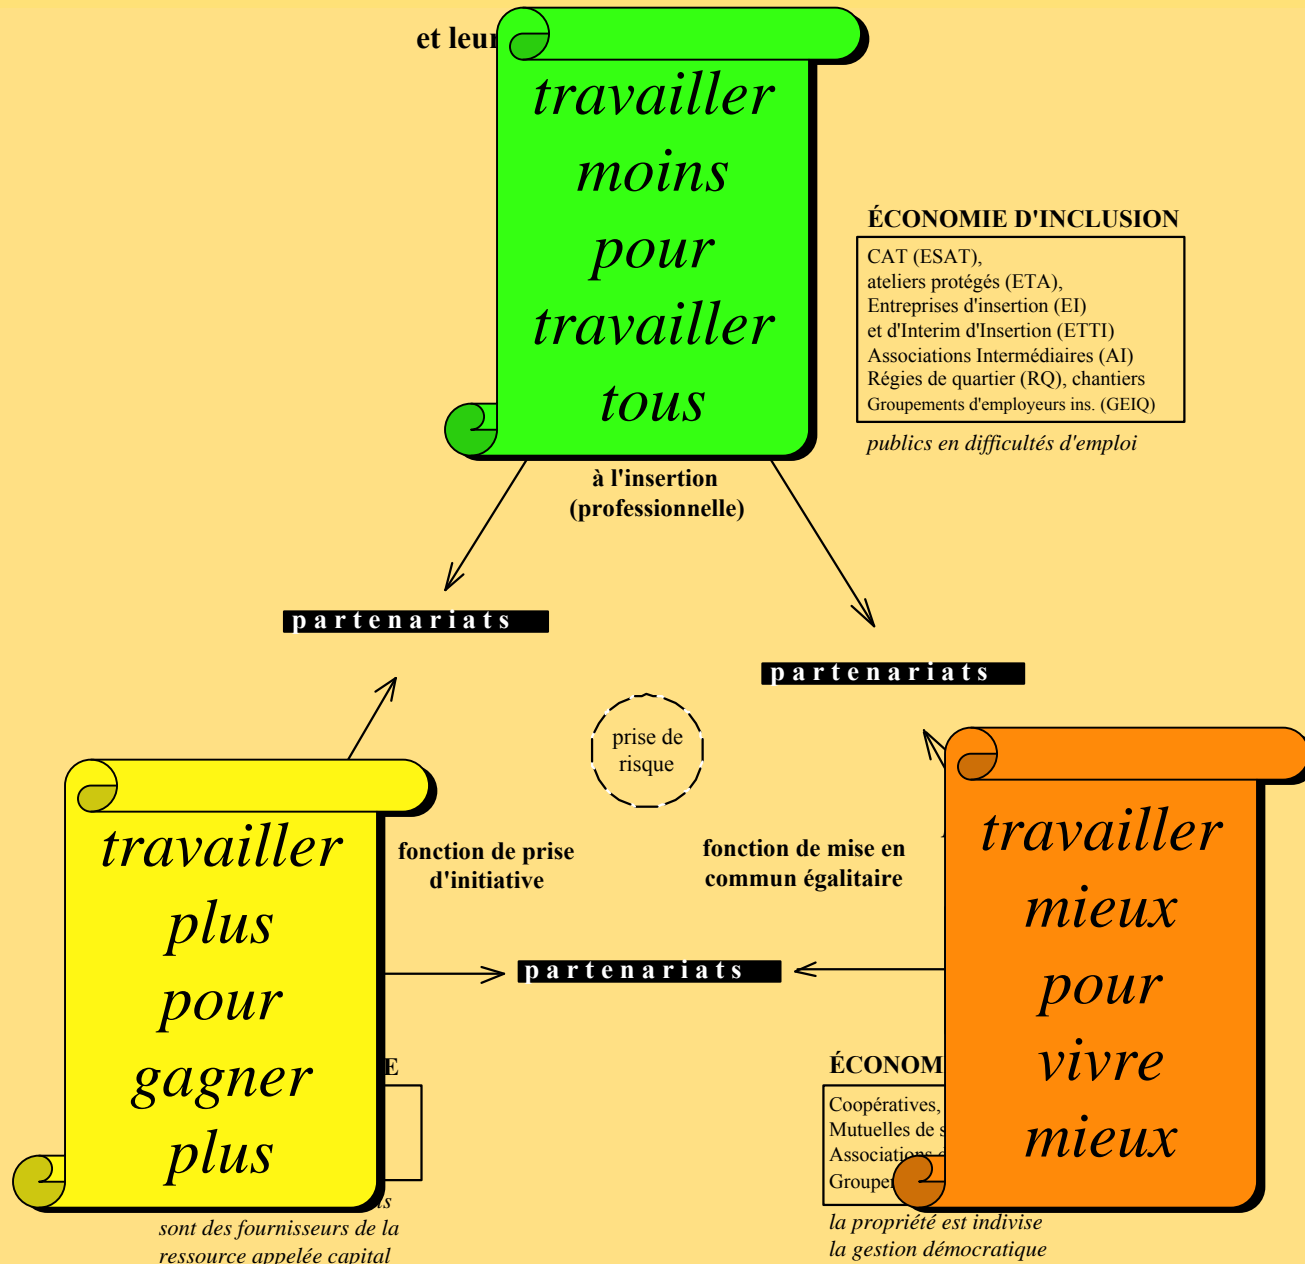 et leur
travailler
moins
pour
travailler
tous
ÉCONOMIE D'INCLUSION
CAT (ESAT),
ateliers protégés (ETA),
Entreprises d'insertion (EI)
et d'Interim d'Insertion (ETTI)
Associations Intermédiaires (AI)
Régies de quartier (RQ), chantiers
Groupements d'employeurs ins. (GEIQ)
publics en difficultés d'emploi
à l'insertion
(professionnelle)
partenariats
partenariats
prise de
risque
travailler
plus
pour
gagner
plus
fonction de prise
d'initiative
fonction de mise en
commun égalitaire
travailler
mieux
pour
vivre
mieux
partenariats
E
sont des fournisseurs de la
ressource appelée capital
ÉCONOM
Coopératives,
Mutuelles de s
Associations
Groupe
la propriété est indivise
la gestion démocratique